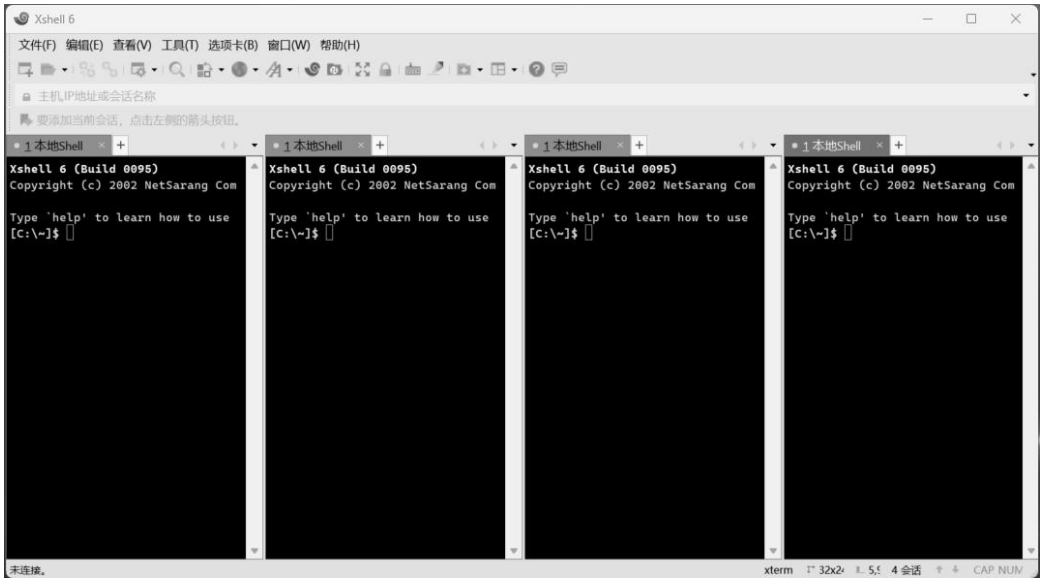 Xshell 6
文件(F) 编辑(E) 查看(V) 工具(T) 选项卡(B) 窗口(W) 帮助(H)
主机,IP地址或会话名称
要添加当前会话，点击左侧的箭头按钮。
1 本地Shell × + 1 本地Shell × + 1 本地Shell × + 1 本地Shell × +
Xshell 6 (Build 0095)
Copyright (c) 2002 NetSarang Com
Type `help' to learn how to use
[C:\~]$
Xshell 6 (Build 0095)
Copyright (c) 2002 NetSarang Com
Type `help' to learn how to use
[C:\~]$
Xshell 6 (Build 0095)
Copyright (c) 2002 NetSarang Com
Type `help' to learn how to use
[C:\~]$
Xshell 6 (Build 0095)
Copyright (c) 2002 NetSarang Com
Type `help' to learn how to use
[C:\~]$
未连接。 xterm 32x24 4 会话 CAP NUM